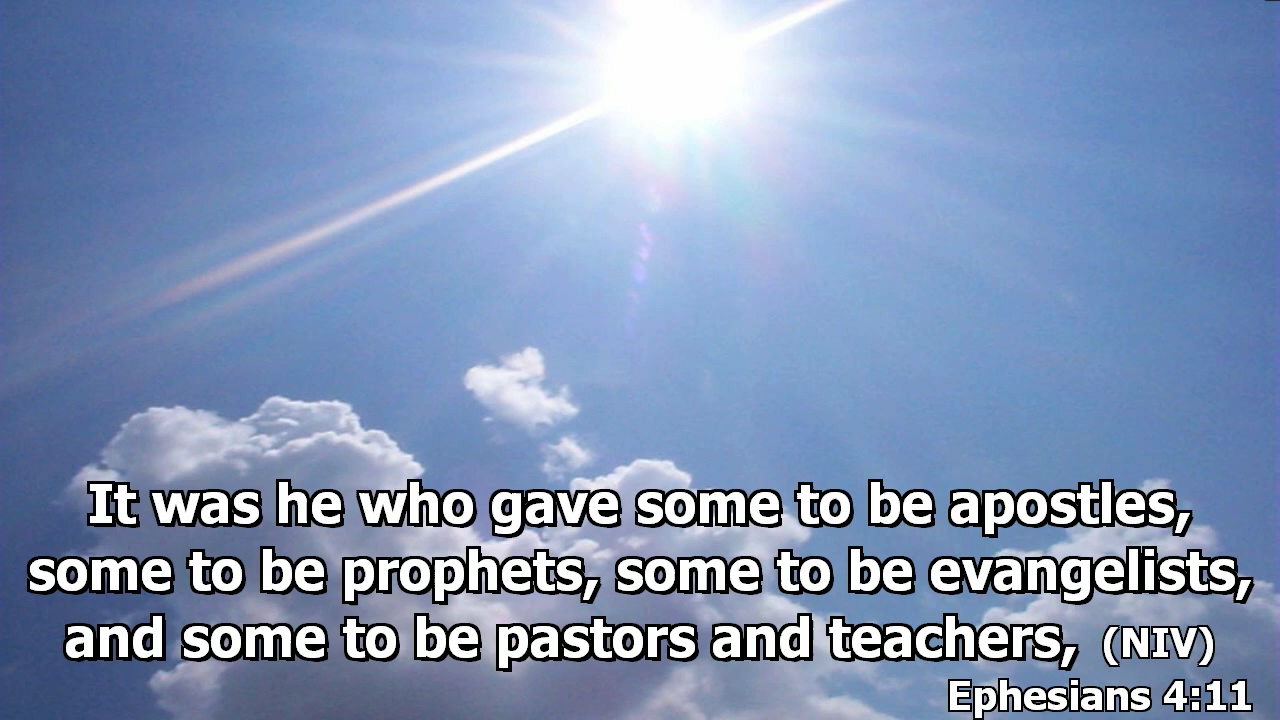 It was he who gave some to be apostles,
some to be prophets, some to be evangelists,
and some to be pastors and teachers, (NIV)
Ephesians 4:11